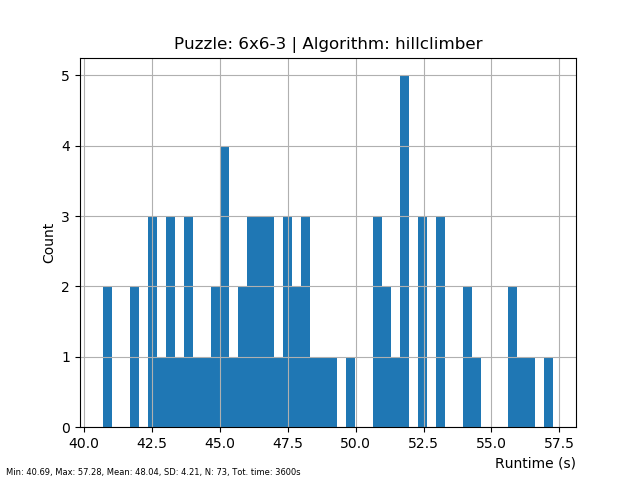 Puzzle: 6x6-3 | Algorithm: hillclimber
5
4
3
2
1
0
Count
40.0 42.5 45.0 47.5 50.0 52.5 55.0 57.5
Runtime (s)
Min: 40.69, Max: 57.28, Mean: 48.04, SD: 4.21, N: 73, Tot. time: 3600s